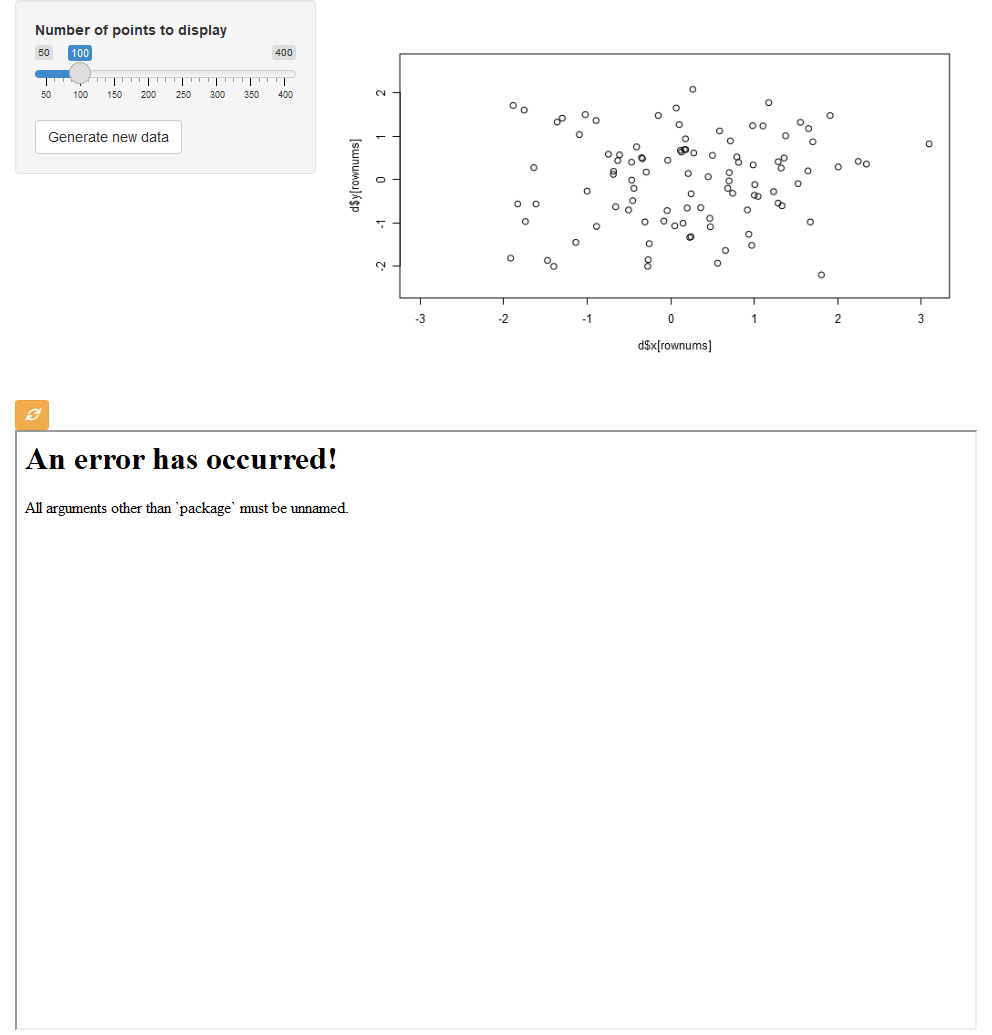 Number of points to display
50 100 400
50 100 150 200 250 300 350 400
Generate new data
d$y[rownums]
2
1
0
-1
-2
-3 -2 -1 0 1 2 3
d$x[rownums]
An error has occurred!
All arguments other than `package` must be unnamed.